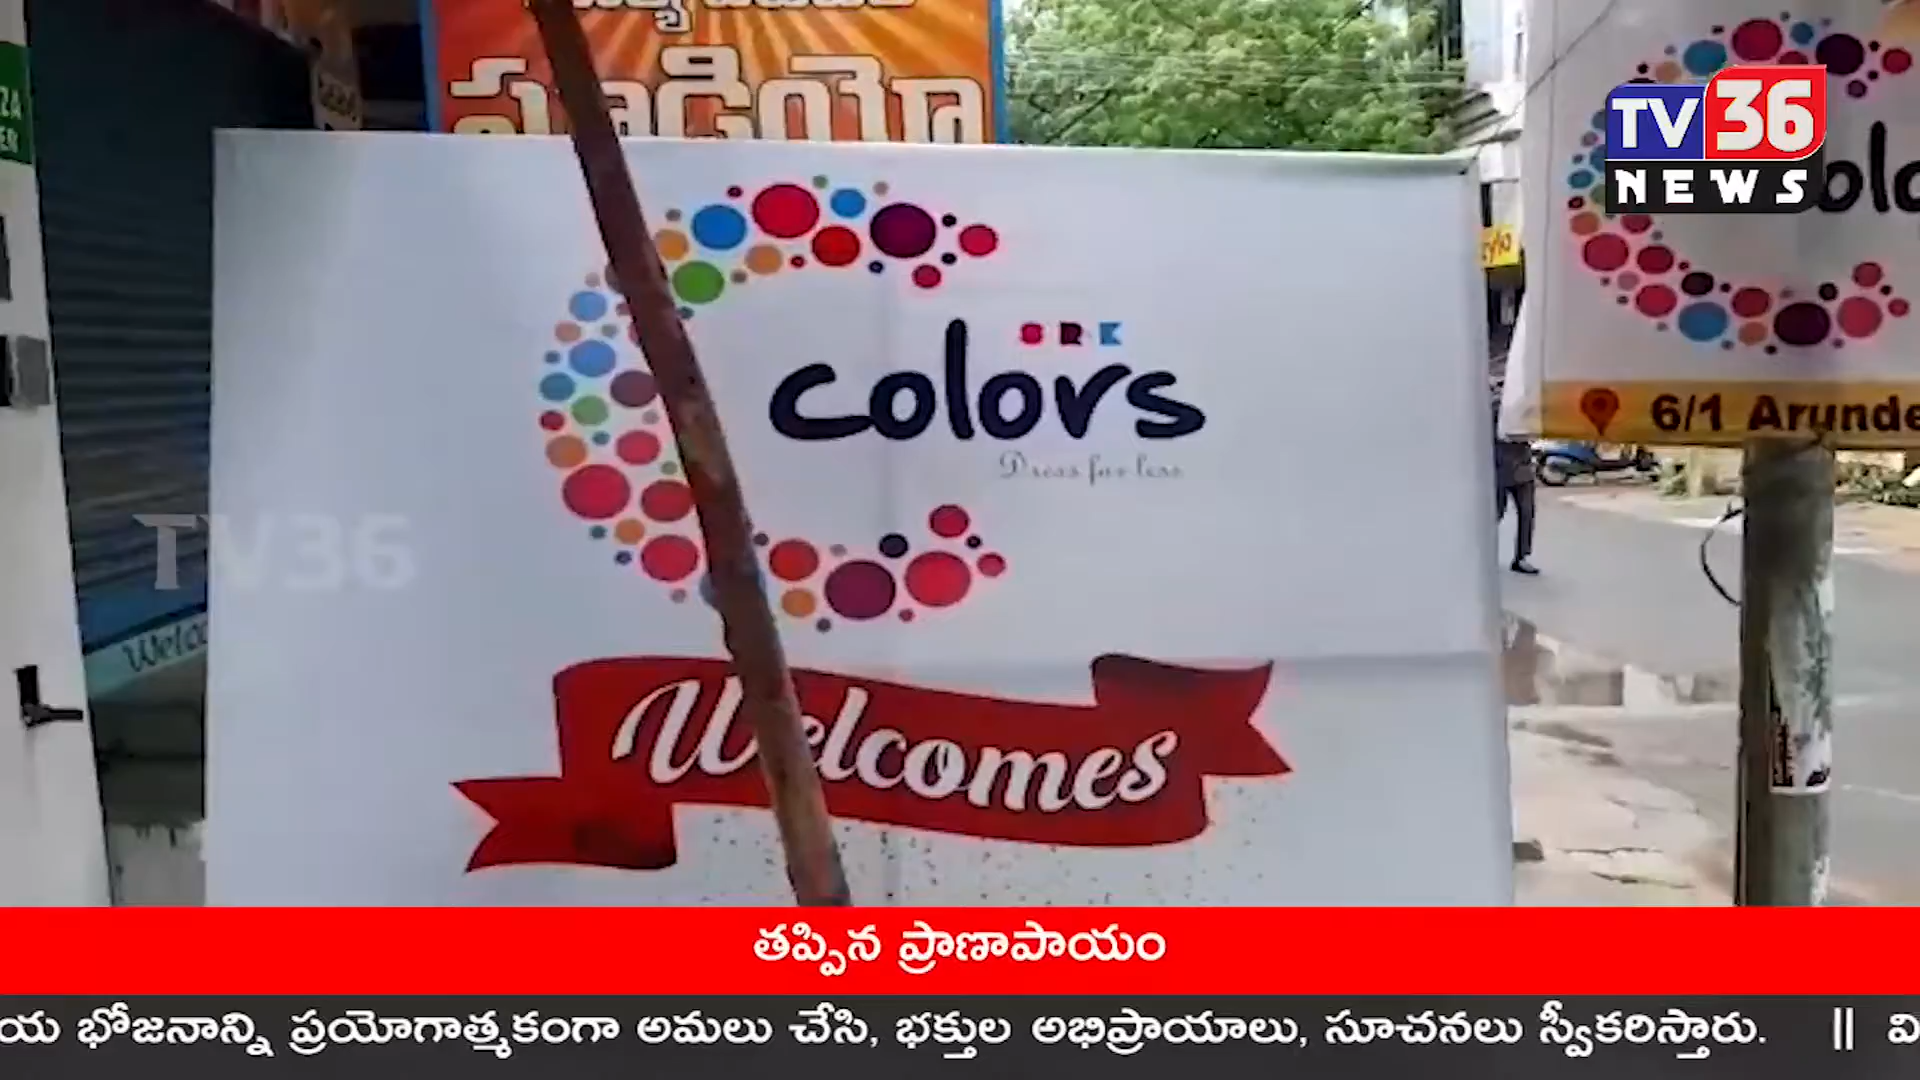 స్టూడియో
TV36
NEWS
SRK
colors
Dress for less
6/1 Arunde
TV36
Welcomes
తప్పిన ప్రాణాపాయం
య భోజనాన్ని ప్రయోగాత్మకంగా అమలు చేసి, భక్తుల అభిప్రాయాలు, సూచనలు స్వీకరిస్తారు. || వి